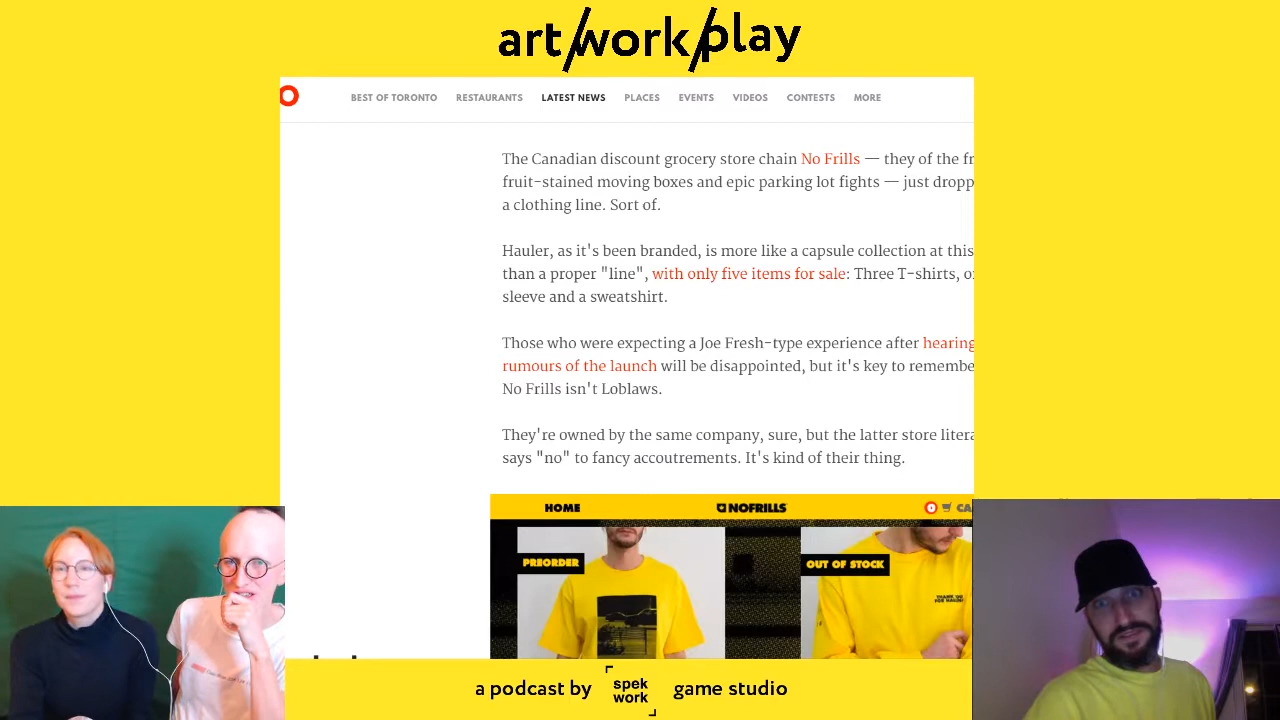 art/work/play
BEST OF TORONTO RESTAURANTS LATEST NEWS PLACES EVENTS VIDEOS CONTESTS MORE
The Canadian discount grocery store chain No Frills — they of the
fruit-stained moving boxes and epic parking lot fights — just
a clothing line. Sort of.
Hauler, as it's been branded, is more like a capsule collection at this
than a proper "line", with only five items for sale: Three T-shirts,
sleeve and a sweatshirt.
Those who were expecting a Joe Fresh-type experience after hearing
rumours of the launch will be disappointed, but it's key to
No Frills isn't Loblaws.
They're owned by the same company, sure, but the latter store
says "no" to fancy accoutrements. It's kind of their thing.
HOME NOFRILLS
PREORDER OUT OF STOCK
THANK YOU
FOR HAULIN'
a podcast by spek work game studio